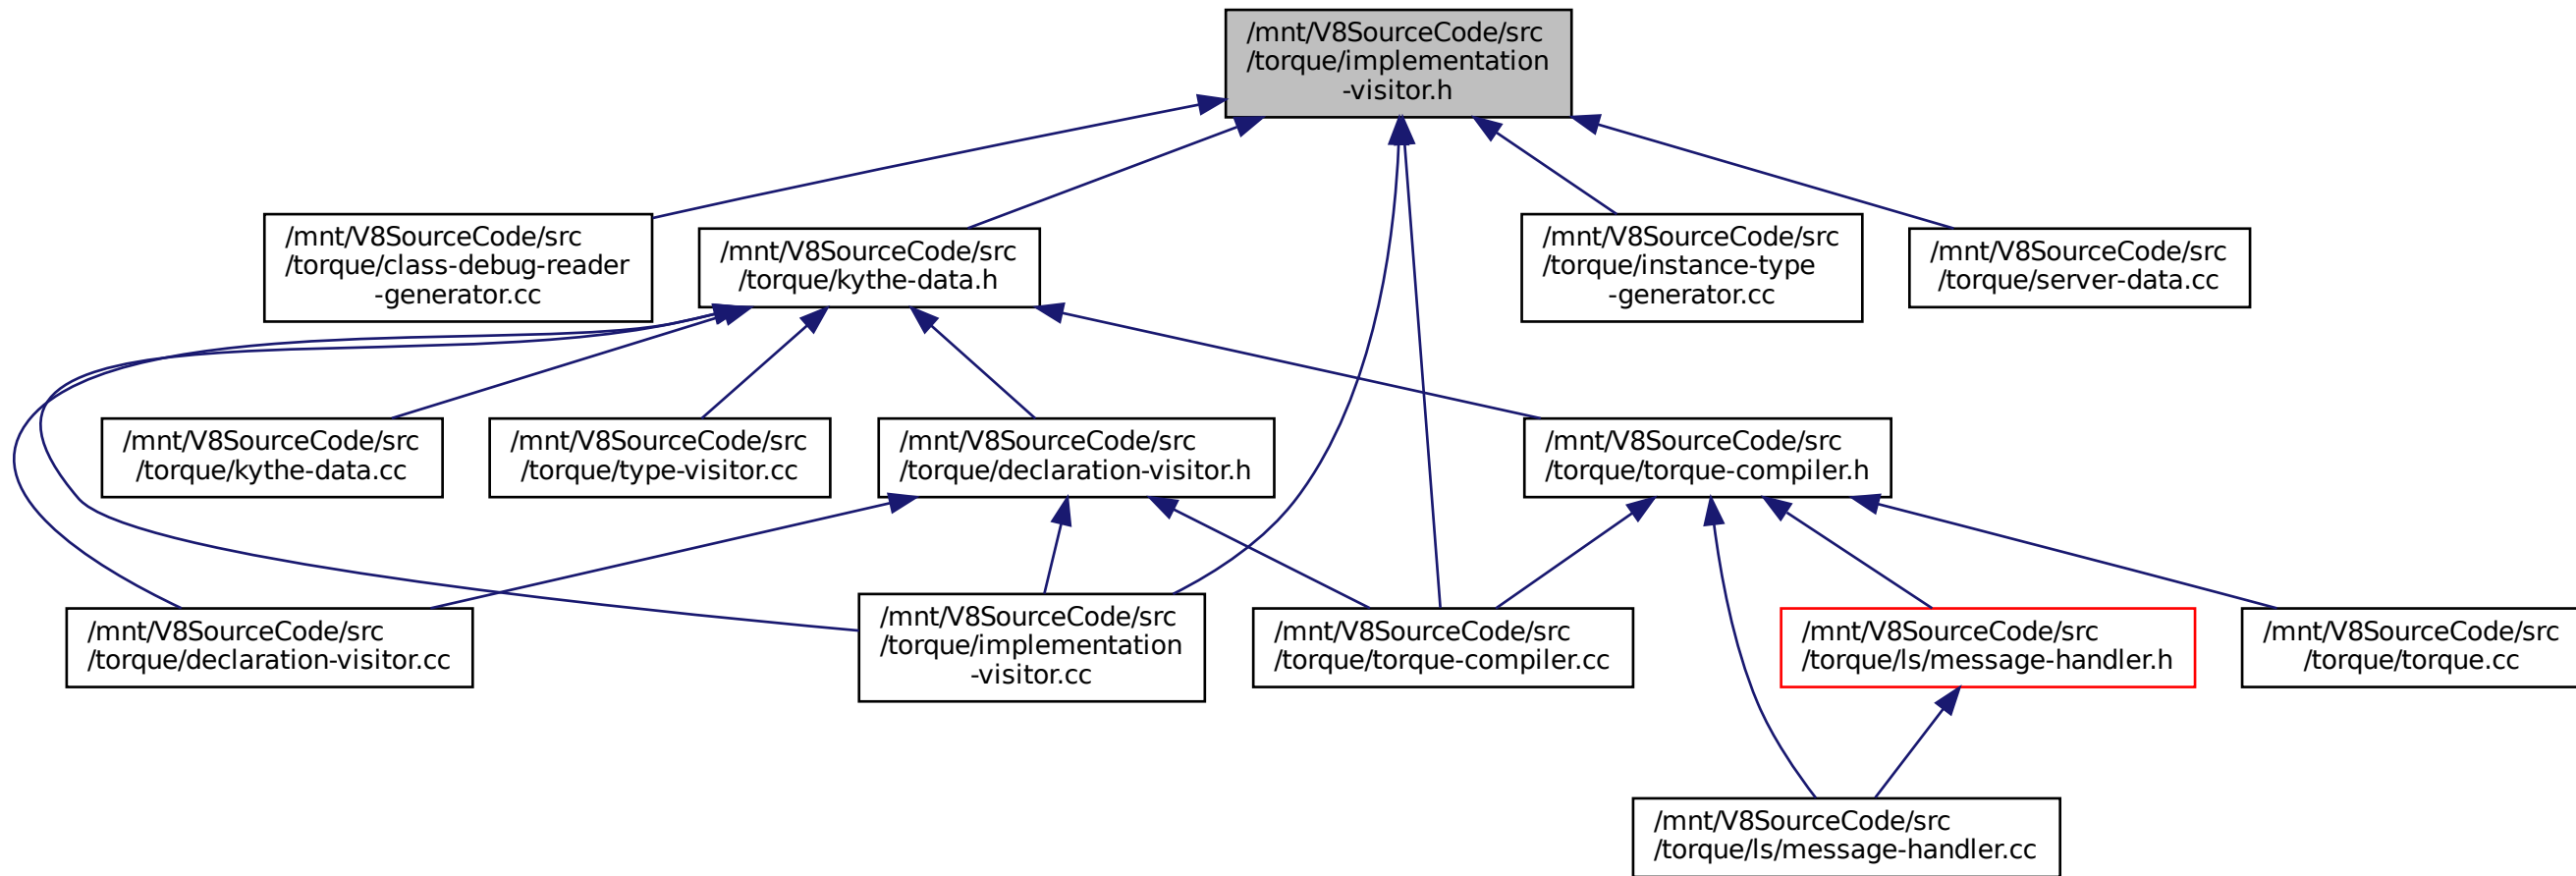 /mnt/V8SourceCode/src
/torque/implementation
-visitor.h
/mnt/V8SourceCode/src
/torque/class-debug-reader
-generator.cc
/mnt/V8SourceCode/src
/torque/kythe-data.h
/mnt/V8SourceCode/src
/torque/instance-type
-generator.cc
/mnt/V8SourceCode/src
/torque/server-data.cc
/mnt/V8SourceCode/src
/torque/kythe-data.cc
/mnt/V8SourceCode/src
/torque/type-visitor.cc
/mnt/V8SourceCode/src
/torque/declaration-visitor.h
/mnt/V8SourceCode/src
/torque/torque-compiler.h
/mnt/V8SourceCode/src
/torque/declaration-visitor.cc
/mnt/V8SourceCode/src
/torque/implementation
-visitor.cc
/mnt/V8SourceCode/src
/torque/torque-compiler.cc
/mnt/V8SourceCode/src
/torque/ls/message-handler.h
/mnt/V8SourceCode/src
/torque/torque.cc
/mnt/V8SourceCode/src
/torque/ls/message-handler.cc